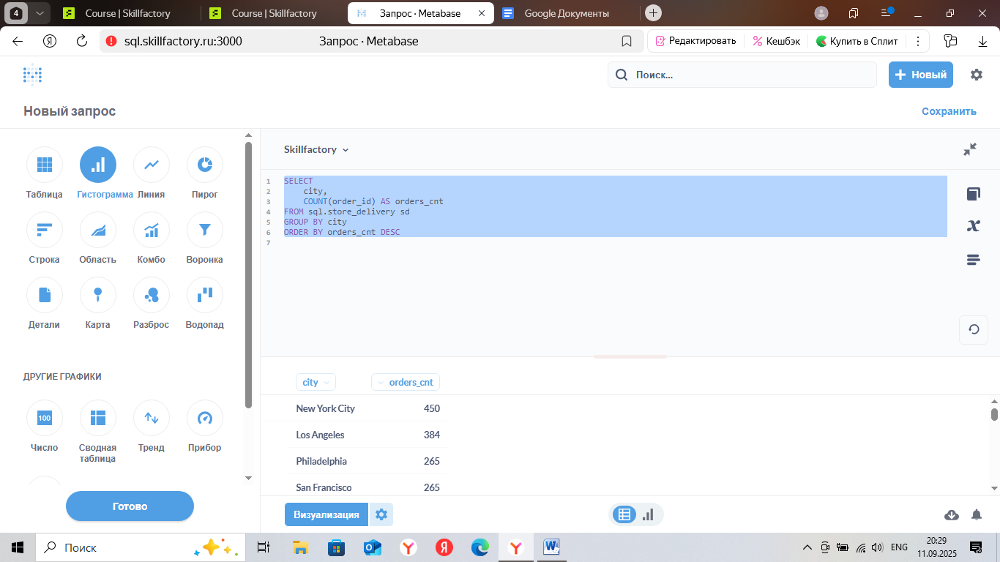 4
Course | Skillfactory
Course | Skillfactory
Запрос · Metabase
Google Документы
Я
sql.skillfactory.ru:3000
Запрос · Metabase
Редактировать
Кешбэк
Купить в Сплит
Поиск...
Новый
Новый запрос
Сохранить
Таблица
Гистограмма
Линия
Пирог
Строка
Область
Комбо
Воронка
Детали
Карта
Разброс
Водопад
ДРУГИЕ ГРАФИКИ
100
Число
Сводная
таблица
Тренд
Прибор
Готово
Skillfactory
1 SELECT
2 city,
3 COUNT(order_id) AS orders_cnt
4 FROM sql.store_delivery sd
5 GROUP BY city
6 ORDER BY orders_cnt DESC
7
city orders_cnt
New York City 450
Los Angeles 384
Philadelphia 265
San Francisco 265
Визуализация
Поиск
ENG
20:29
11.09.2025